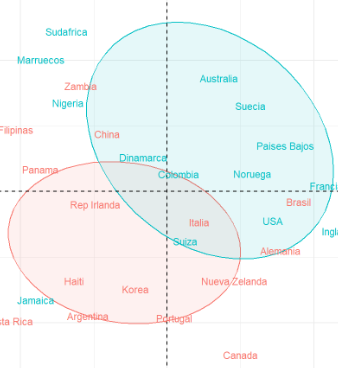 Sudafrica
Marruecos
Zambia
Australia
Nigeria
Suecia
Filipinas
China
Paises Bajos
Dinamarca
Panama
Colombia
Noruega
Franci
Rep Irlanda
Brasil
Italia
USA
Ingl
Suiza
Alemania
Haiti
Korea
Nueva Zelanda
Jamaica
sta Rica
Argentina
Portugal
Canada